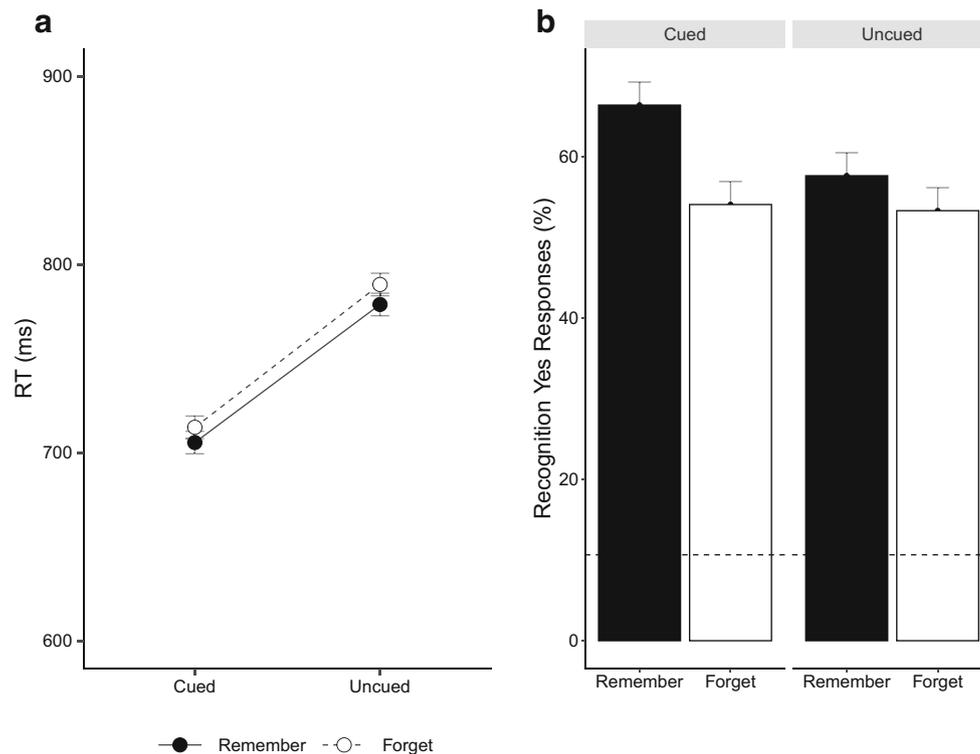 a
900
800
700
600
RT (ms)
Cued Uncued
Remember Forget
b
Cued Uncued
60
40
20
0
Recognition Yes Responses (%)
Remember Forget Remember Forget